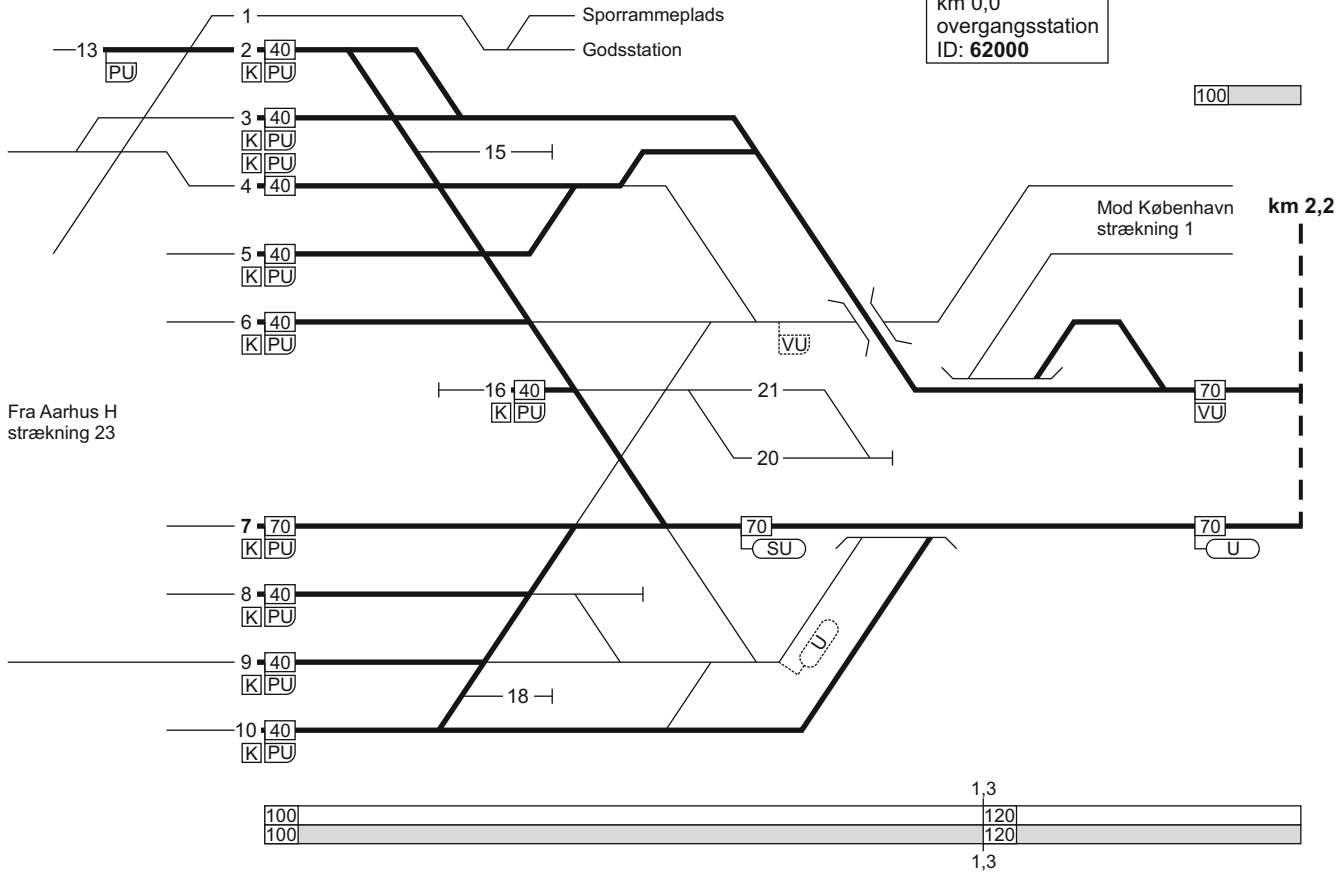 km 0,0
overgangsstation
ID: 62000
1
Sporrammeplads
Godsstation
13
PU
2 40
K PU
100
3 40
K PU
K PU
15
4 40
Mod København
strækning 1
km 2,2
5 40
K PU
6 40
K PU
VU
16 40
K PU
21
70
VU
Fra Aarhus H
strækning 23
20
7 70
K PU
70
SU
70
U
8 40
K PU
U
9 40
K PU
18
10 40
K PU
1,3
100 120
100 120
1,3